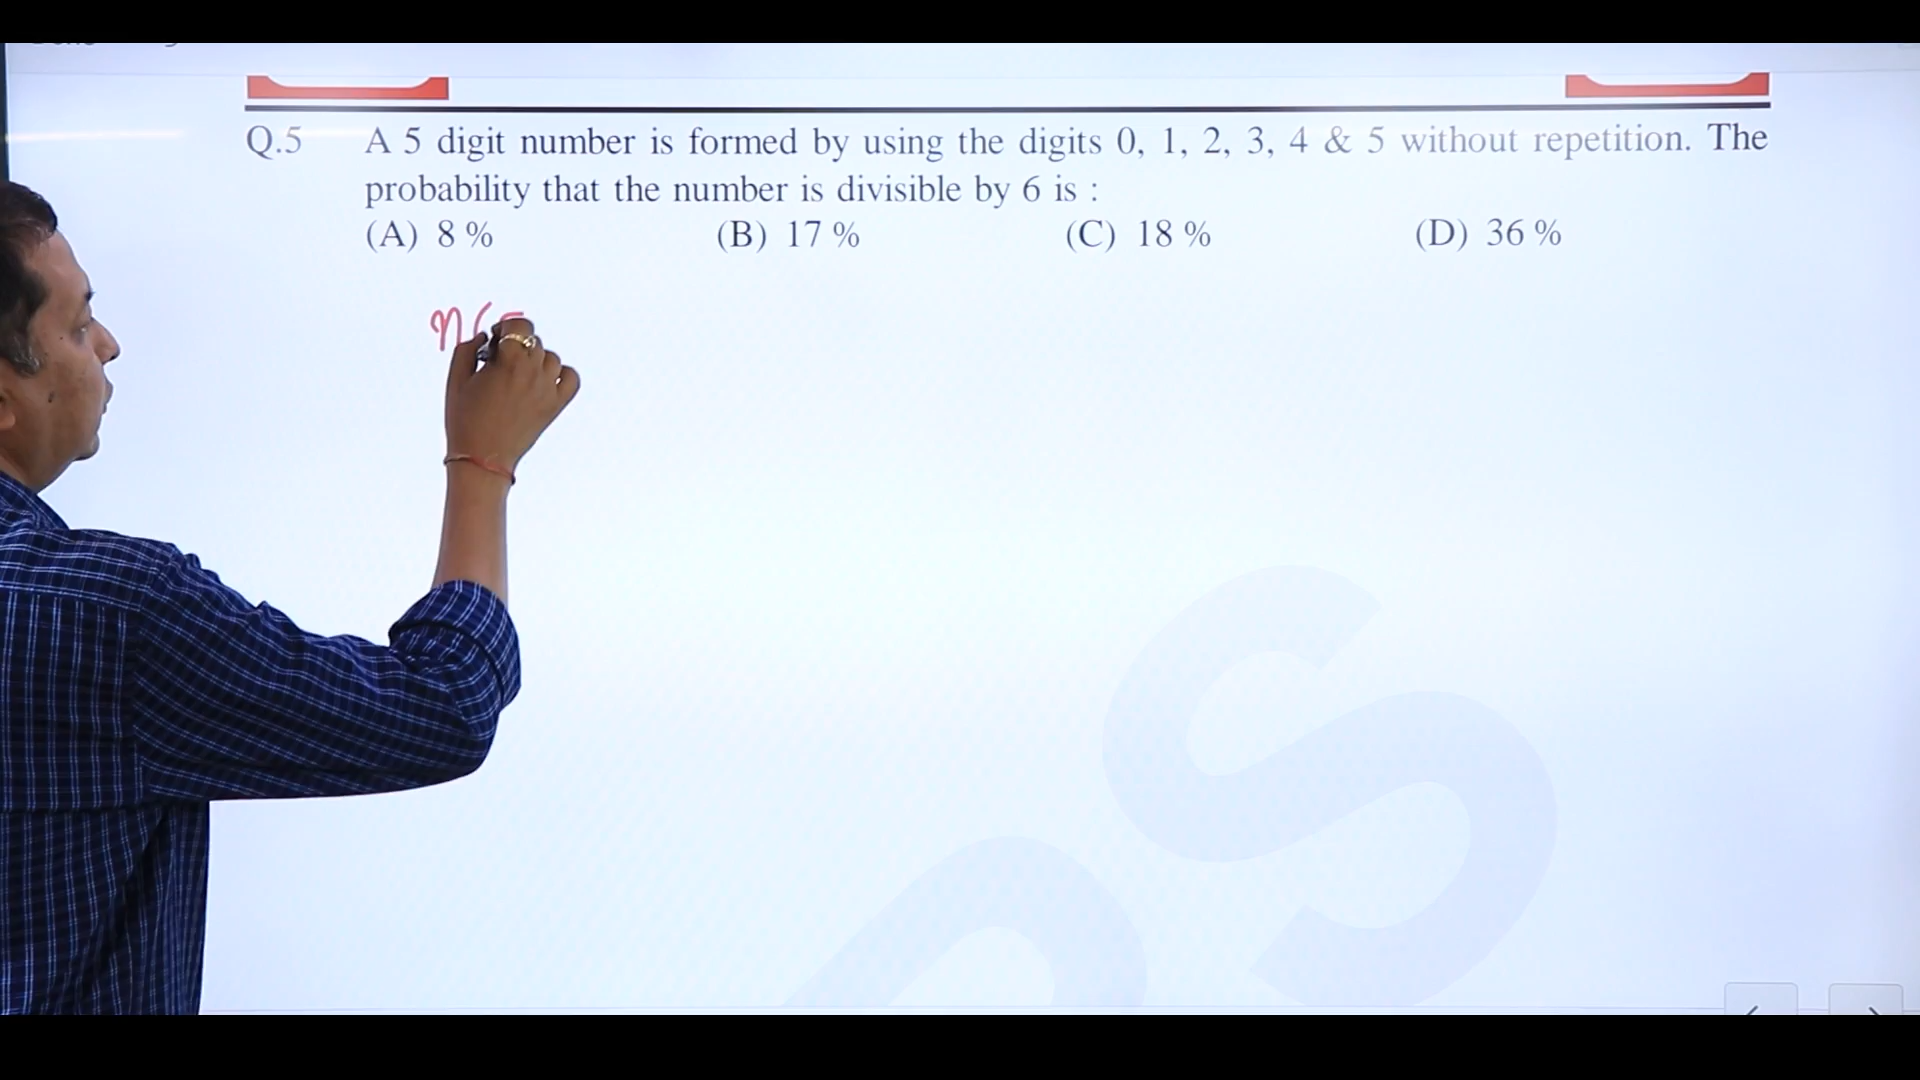 Q.5 A 5 digit number is formed by using the digits 0, 1, 2, 3, 4 & 5 without repetition. The
probability that the number is divisible by 6 is :
(A) 8 % (B) 17 % (C) 18 % (D) 36 %
n(